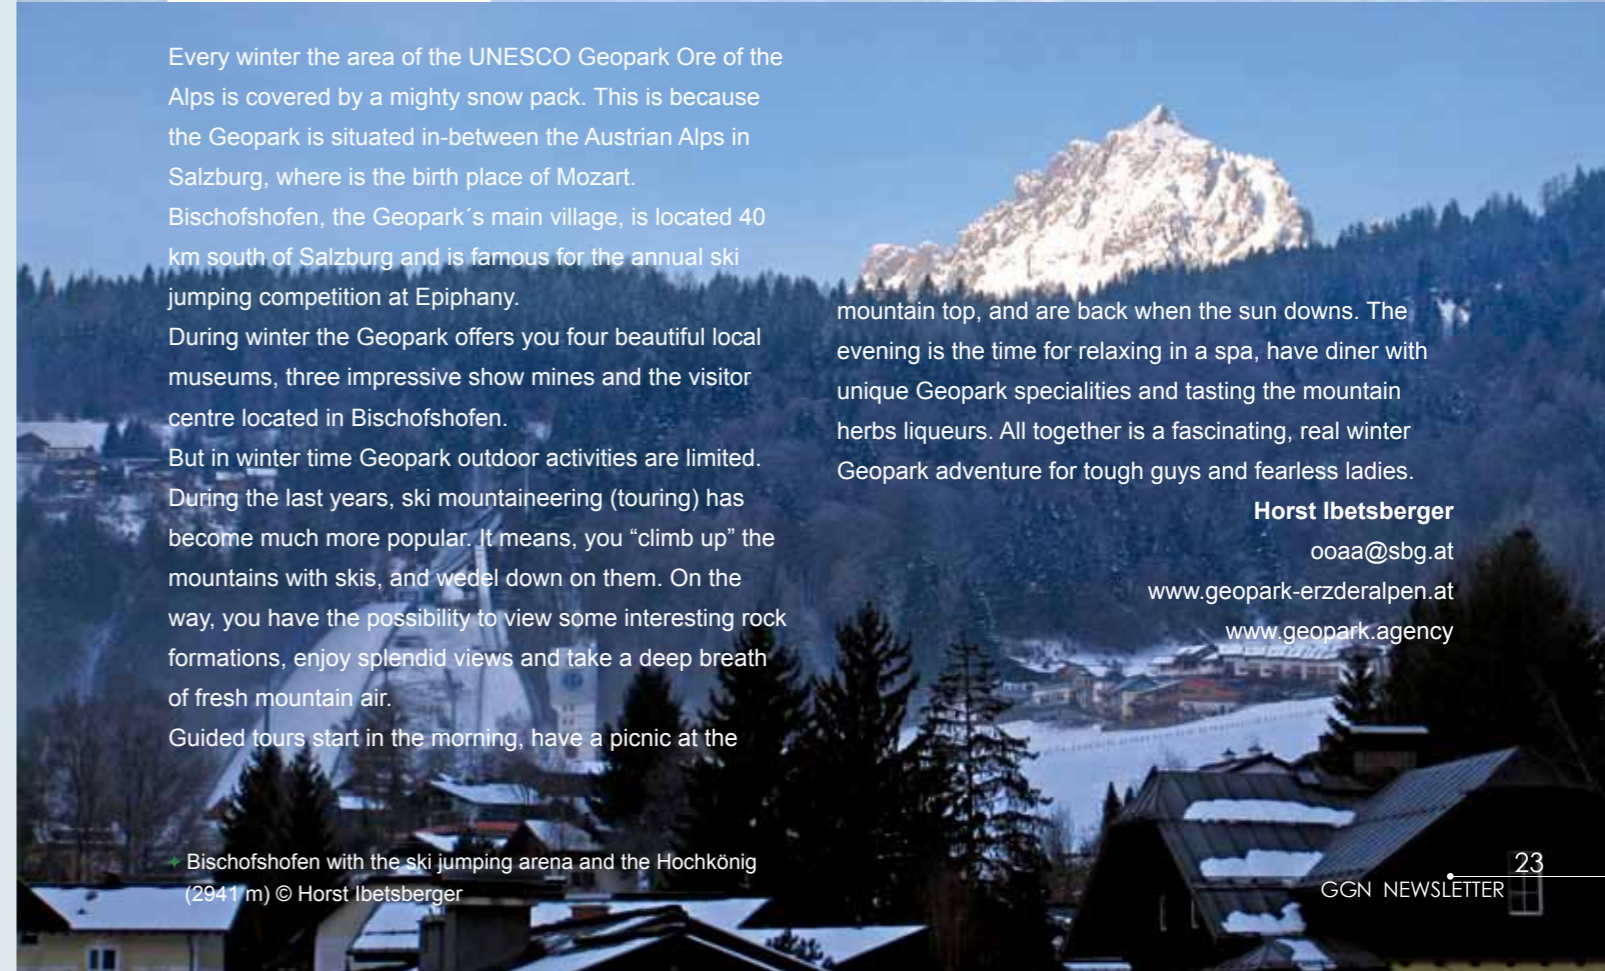 Every winter the area of the UNESCO Geopark Ore of the
Alps is covered by a mighty snow pack. This is because
the Geopark is situated in-between the Austrian Alps in
Salzburg, where is the birth place of Mozart.
Bischofshofen, the Geopark´s main village, is located 40
km south of Salzburg and is famous for the annual ski
jumping competition at Epiphany.
During winter the Geopark offers you four beautiful local
museums, three impressive show mines and the visitor
centre located in Bischofshofen.
But in winter time Geopark outdoor activities are limited.
During the last years, ski mountaineering (touring) has
become much more popular. It means, you “climb up” the
mountains with skis, and wedel down on them. On the
way, you have the possibility to view some interesting rock
formations, enjoy splendid views and take a deep breath
of fresh mountain air.
Guided tours start in the morning, have a picnic at the
mountain top, and are back when the sun downs. The
evening is the time for relaxing in a spa, have diner with
unique Geopark specialities and tasting the mountain
herbs liqueurs. All together is a fascinating, real winter
Geopark adventure for tough guys and fearless ladies.
Horst Ibetsberger
ooaa@sbg.at
www.geopark-erzderalpen.at
www.geopark.agency
Bischofshofen with the ski jumping arena and the Hochkönig
(2941 m) © Horst Ibetsberger
23
GGN NEWSLETTER